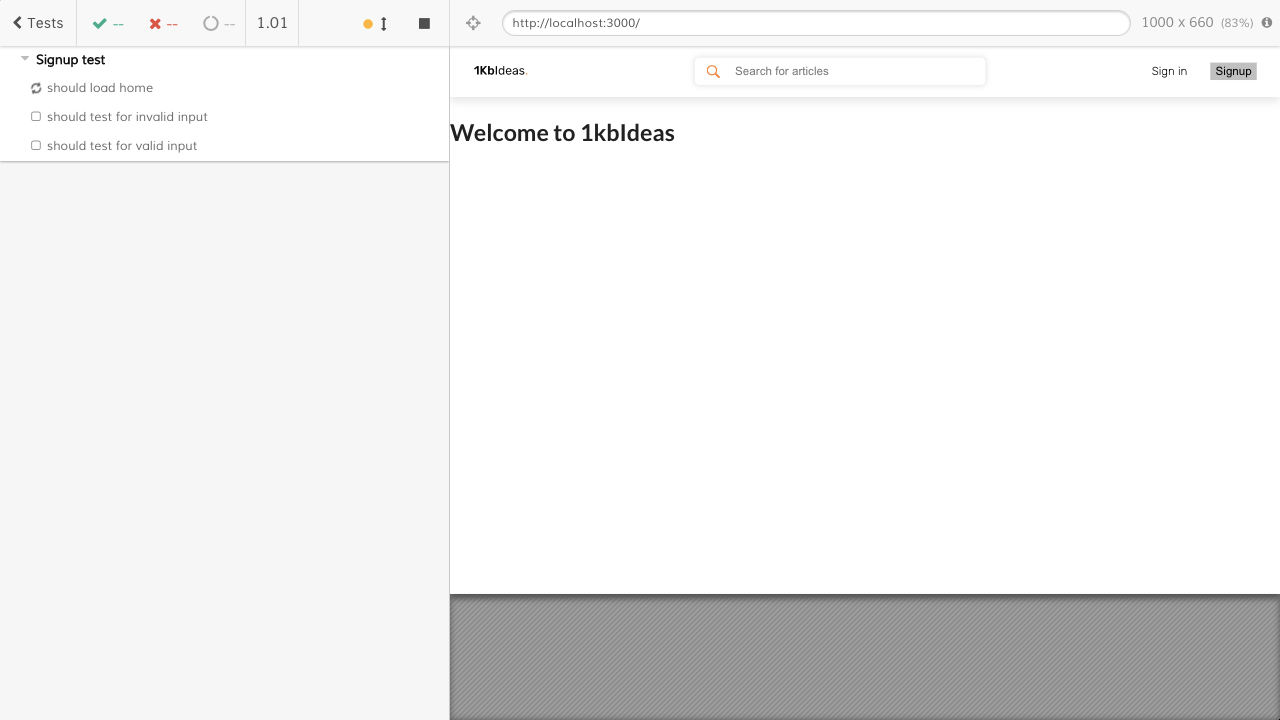 Tests -- -- -- 1.01
http://localhost:3000/ 1000 x 660 (83%)
Signup test
should load home
should test for invalid input
should test for valid input
1KbIdeas. Search for articles Sign in Signup
Welcome to 1kbIdeas